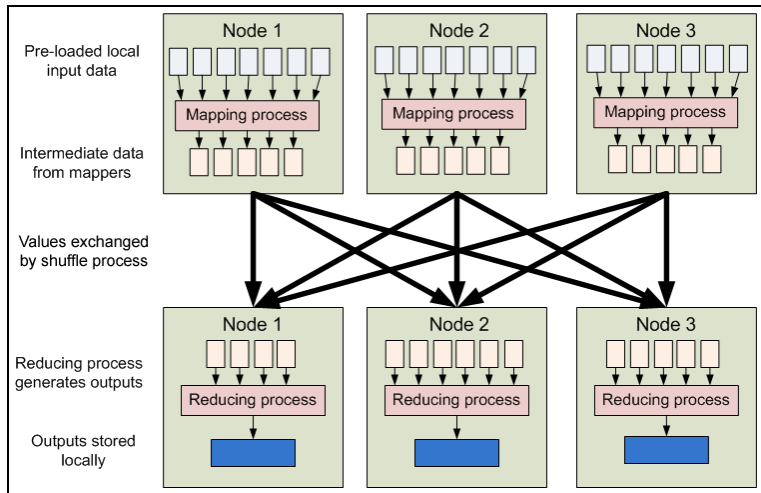 Node 1
Node 2
Node 3
Pre-loaded local
input data
Mapping process
Mapping process
Mapping process
Intermediate data
from mappers
Values exchanged
by shuffle process
Node 1
Node 2
Node 3
Reducing process
generates outputs
Reducing process
Reducing process
Reducing process
Outputs stored
locally